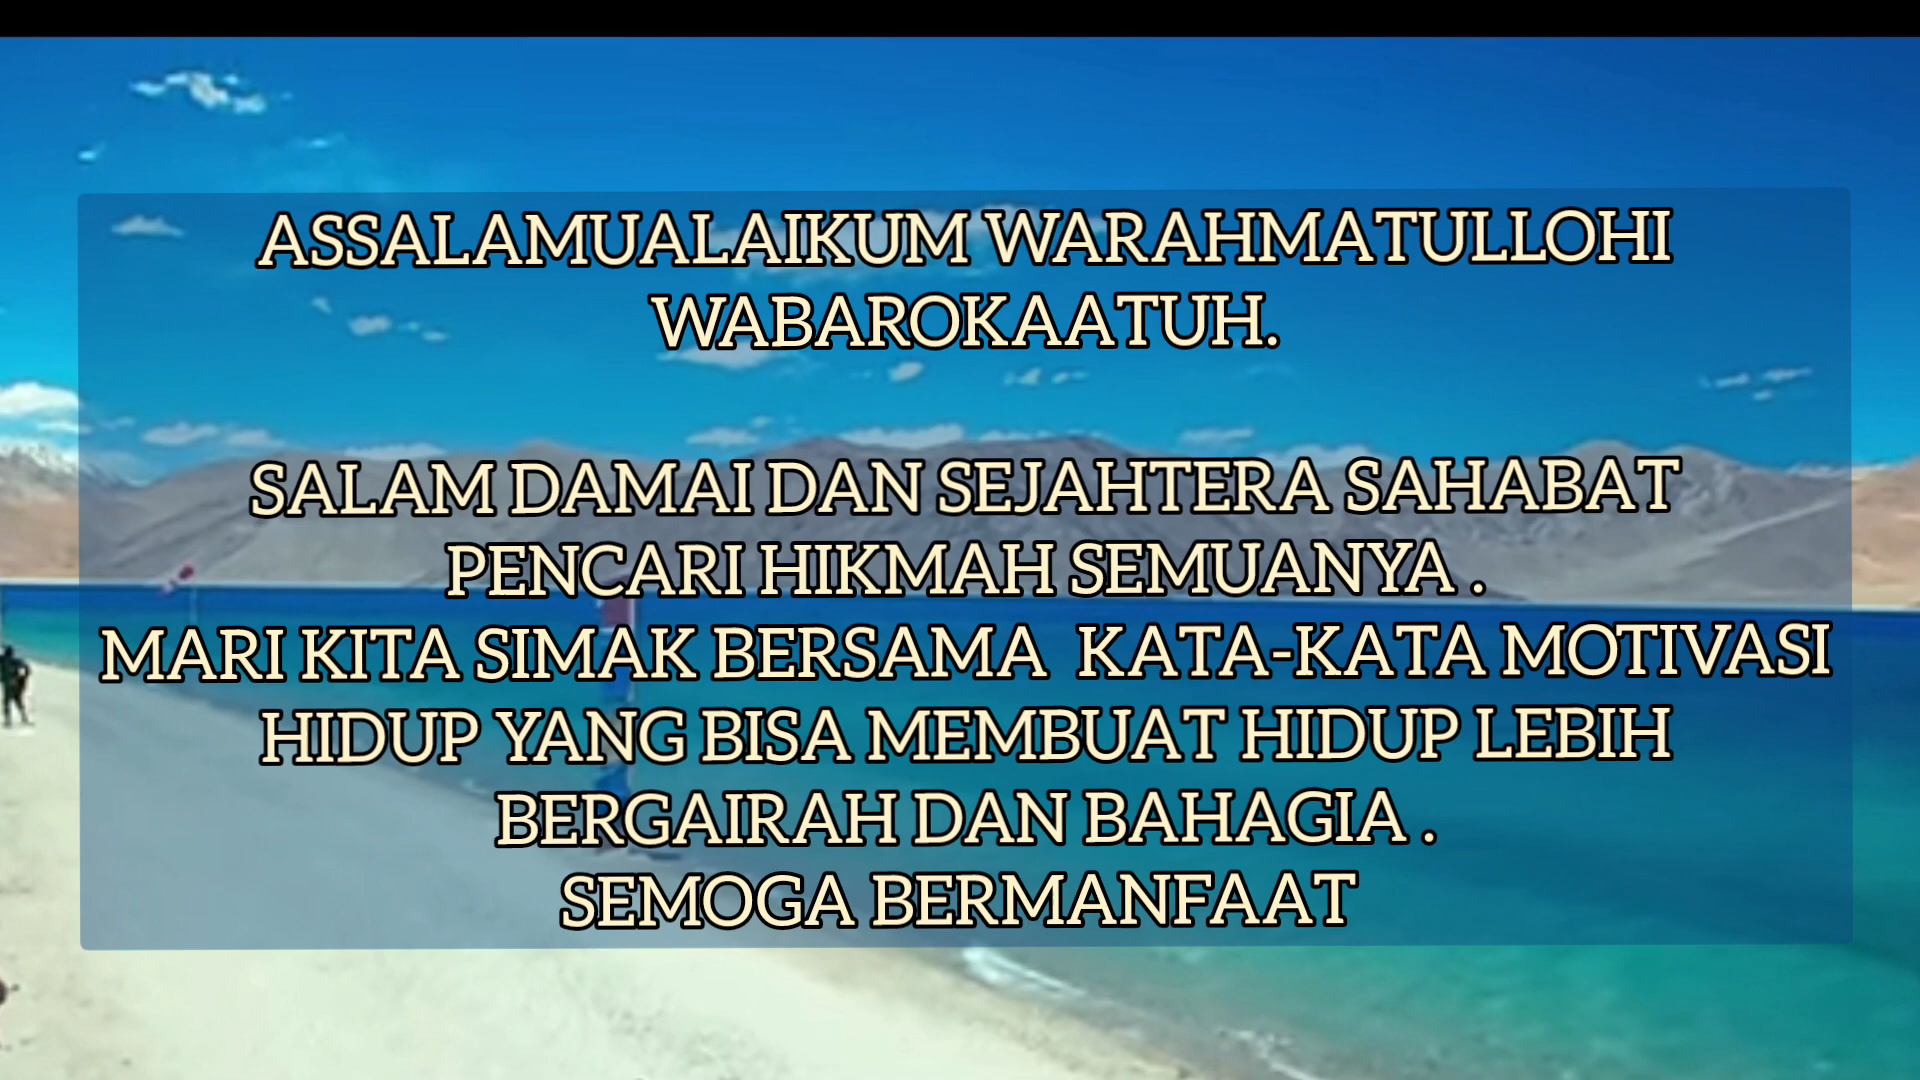 ASSALAMUALAIKUM WARAHMATULLOHI
WABAROKAATUH.
SALAM DAMAI DAN SEJAHTERA SAHABAT
PENCARI HIKMAH SEMUANYA .
MARI KITA SIMAK BERSAMA  KATA-KATA MOTIVASI
HIDUP YANG BISA MEMBUAT HIDUP LEBIH
BERGAIRAH DAN BAHAGIA .
SEMOGA BERMANFAAT